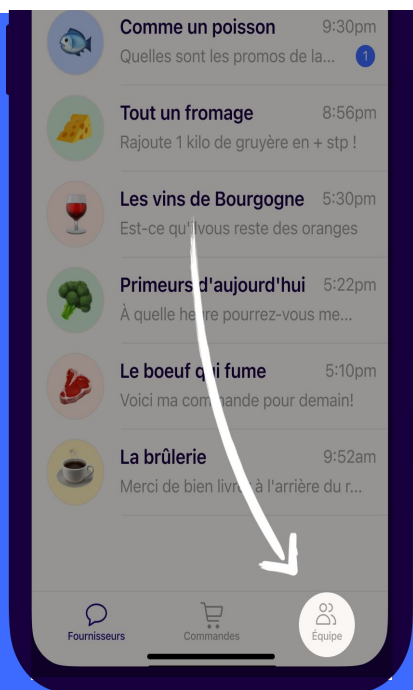 Comme un poisson 9:30pm
Quelles sont les promos de la... 1
Tout un fromage 8:56pm
Rajoute 1 kilo de gruyère en + stp !
Les vins de Bourgogne 5:30pm
Est-ce qu'il vous reste des oranges
Primeurs d'aujourd'hui 5:22pm
À quelle heure pourrez-vous me...
Le boeuf qui fume 5:10pm
Voici ma commande pour demain!
La brûlerie 9:52am
Merci de bien livrer à l'arrière du r...
Fournisseurs Commandes Équipe